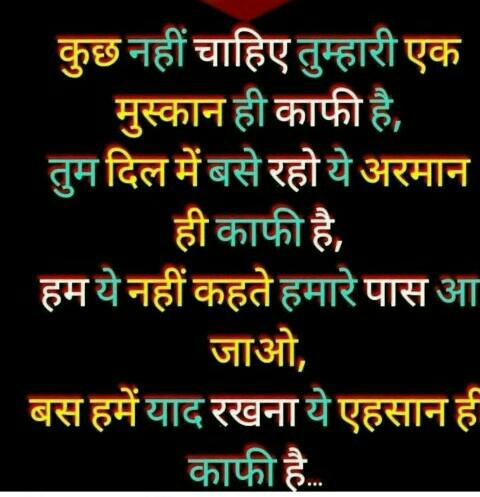 कुछ नहीं चाहिए तुम्हारी एक
मुस्कान ही काफी है,
तुम दिल में बसे रहो ये अरमान
ही काफी है,
हम ये नहीं कहते हमारे पास आ
जाओ,
बस हमें याद रखना ये एहसान ही
काफी है...